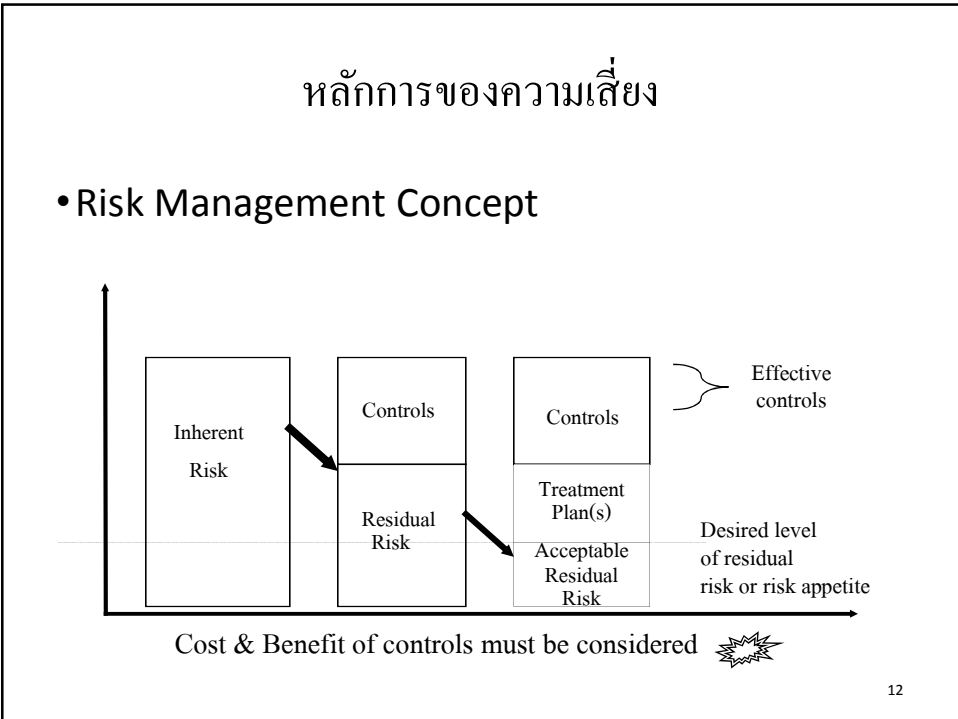 หลักการของความเสี่ยง
•Risk Management Concept
Inherent
Risk
Controls
Residual
Risk
Controls
Treatment
Plan(s)
Acceptable
Residual
Risk
Effective
controls
Desired level
of residual
risk or risk appetite
Cost & Benefit of controls must be considered
12